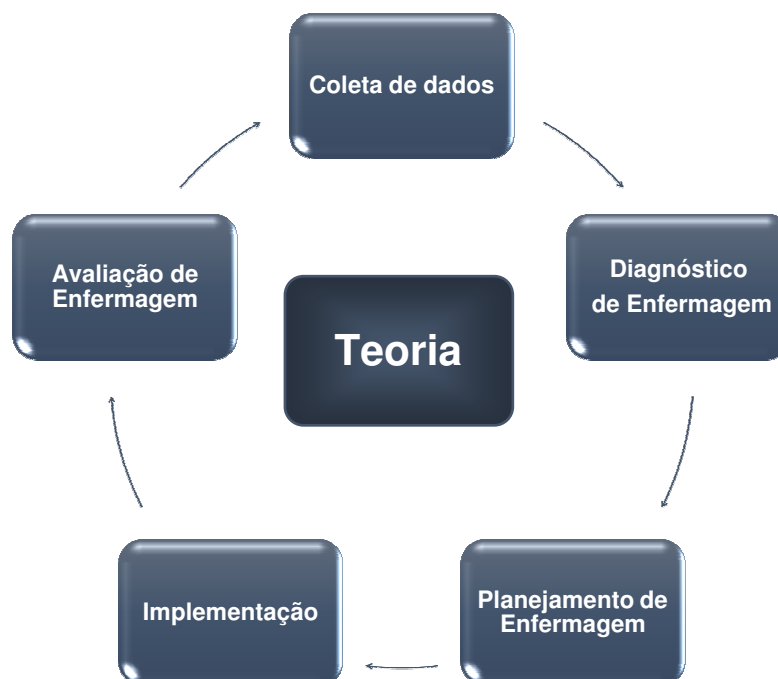 Coleta de dados
Diagnóstico
de Enfermagem
Planejamento de
Enfermagem
Implementação
Avaliação de
Enfermagem
Teoria